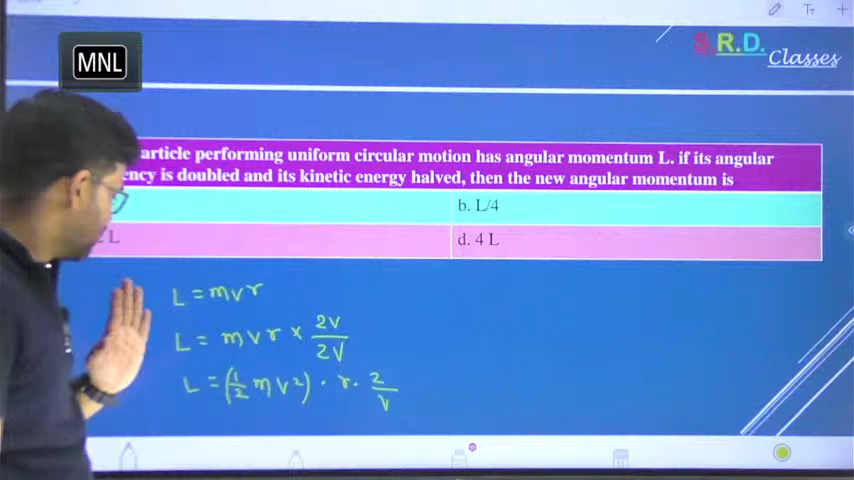 MNL
S.R.D. Classes
article performing uniform circular motion has angular momentum L. if its angular
ency is doubled and its kinetic energy halved, then the new angular momentum is
b. L/4
2 L
d. 4 L
L = mvr
L = mvr × 2v/2v
L = (1/2 mv²) · r · 2/v